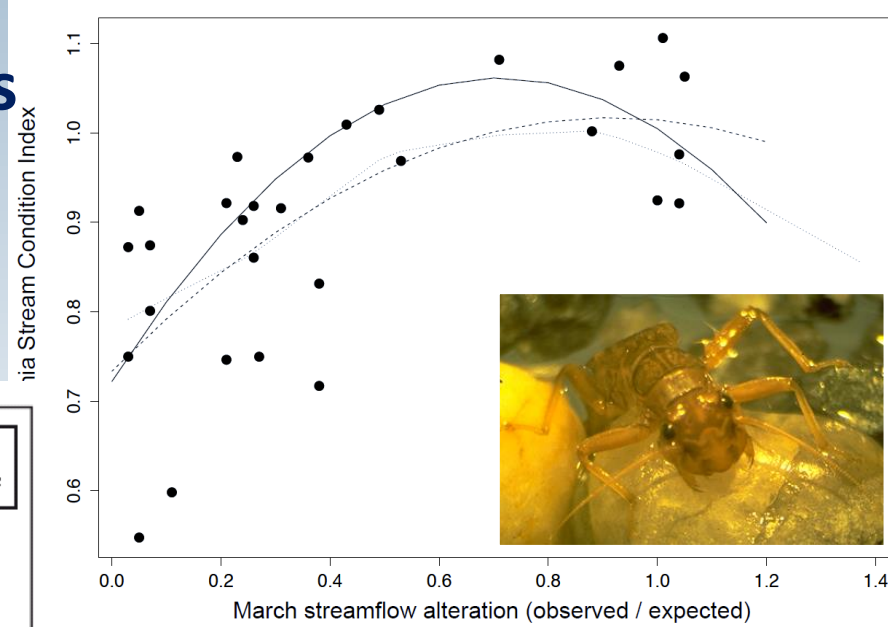 s
ia Stream Condition Index
1.1
1.0
0.9
0.8
0.7
0.6
0.0 0.2 0.4 0.6 0.8 1.0 1.2 1.4
March streamflow alteration (observed / expected)